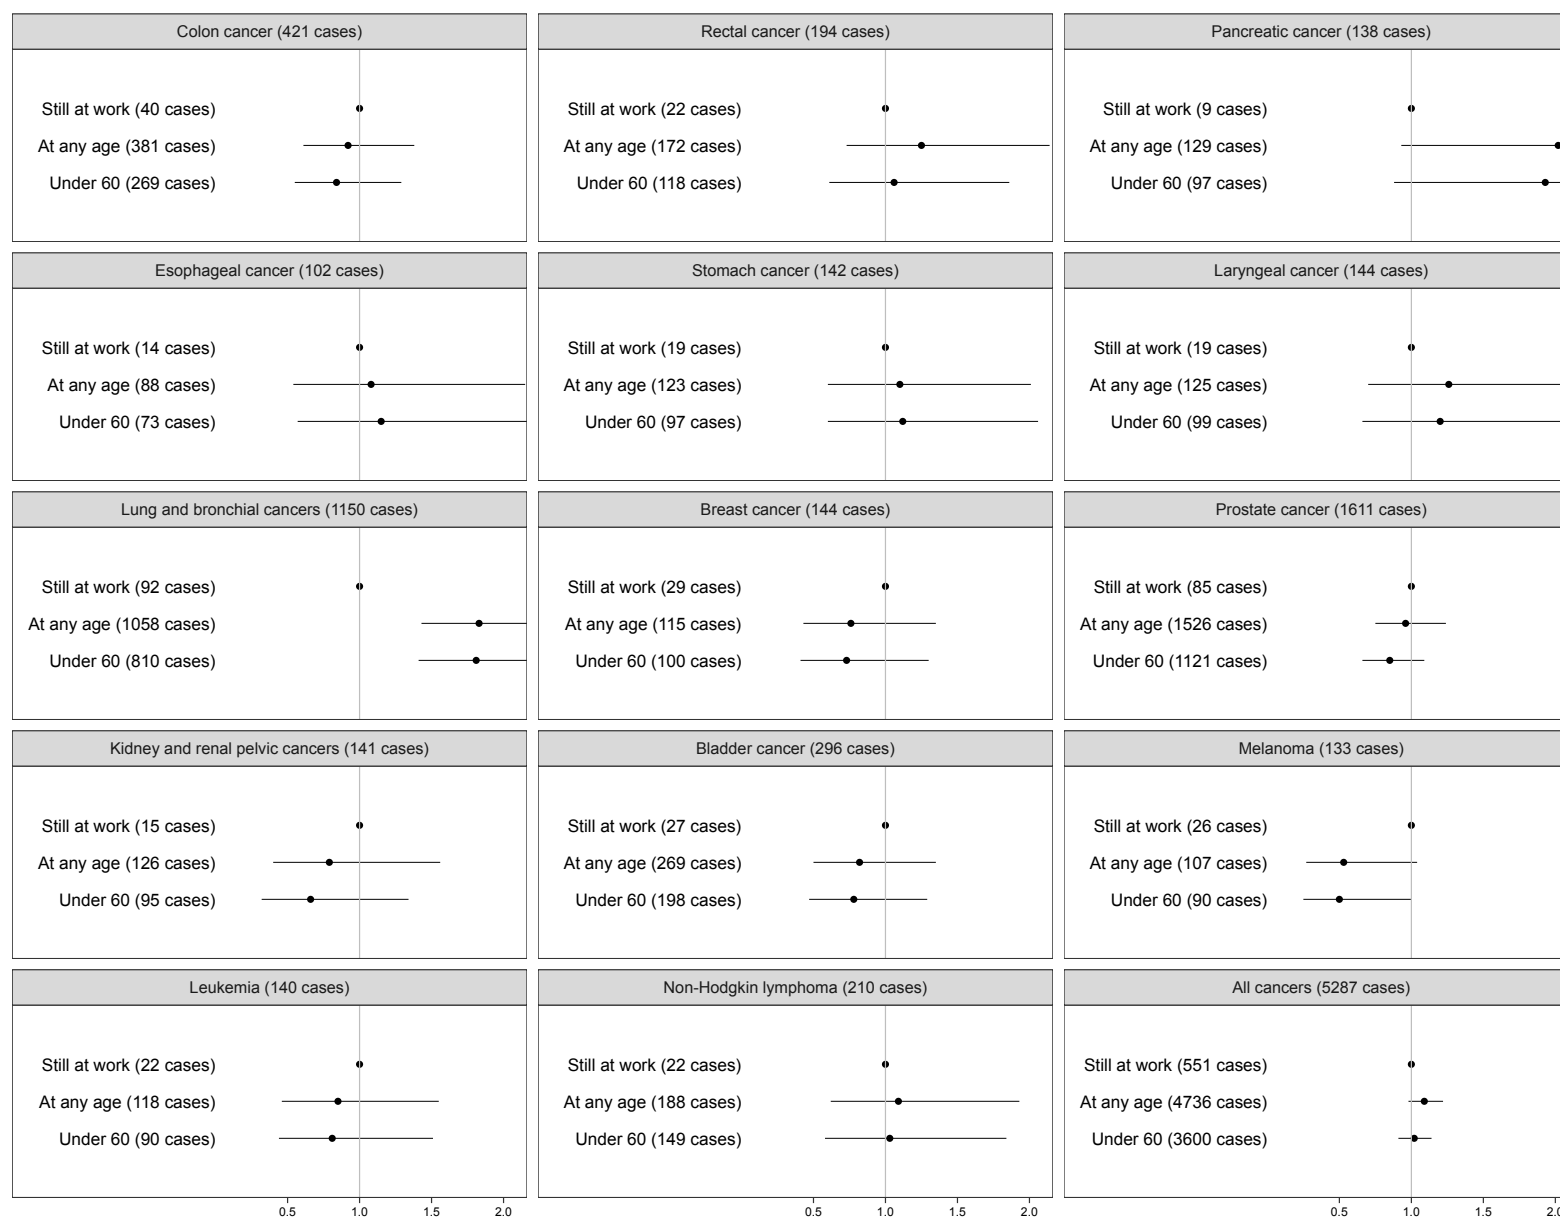 Colon cancer (421 cases)
Still at work (40 cases)
At any age (381 cases)
Under 60 (269 cases)
Rectal cancer (194 cases)
Still at work (22 cases)
At any age (172 cases)
Under 60 (118 cases)
Pancreatic cancer (138 cases)
Still at work (9 cases)
At any age (129 cases)
Under 60 (97 cases)
Esophageal cancer (102 cases)
Still at work (14 cases)
At any age (88 cases)
Under 60 (73 cases)
Stomach cancer (142 cases)
Still at work (19 cases)
At any age (123 cases)
Under 60 (97 cases)
Laryngeal cancer (144 cases)
Still at work (19 cases)
At any age (125 cases)
Under 60 (99 cases)
Lung and bronchial cancers (1150 cases)
Still at work (92 cases)
At any age (1058 cases)
Under 60 (810 cases)
Breast cancer (144 cases)
Still at work (29 cases)
At any age (115 cases)
Under 60 (100 cases)
Prostate cancer (1611 cases)
Still at work (85 cases)
At any age (1526 cases)
Under 60 (1121 cases)
Kidney and renal pelvic cancers (141 cases)
Still at work (15 cases)
At any age (126 cases)
Under 60 (95 cases)
Bladder cancer (296 cases)
Still at work (27 cases)
At any age (269 cases)
Under 60 (198 cases)
Melanoma (133 cases)
Still at work (26 cases)
At any age (107 cases)
Under 60 (90 cases)
Leukemia (140 cases)
Still at work (22 cases)
At any age (118 cases)
Under 60 (90 cases)
0.5 1.0 1.5 2.0
Non-Hodgkin lymphoma (210 cases)
Still at work (22 cases)
At any age (188 cases)
Under 60 (149 cases)
0.5 1.0 1.5 2.0
All cancers (5287 cases)
Still at work (551 cases)
At any age (4736 cases)
Under 60 (3600 cases)
0.5 1.0 1.5